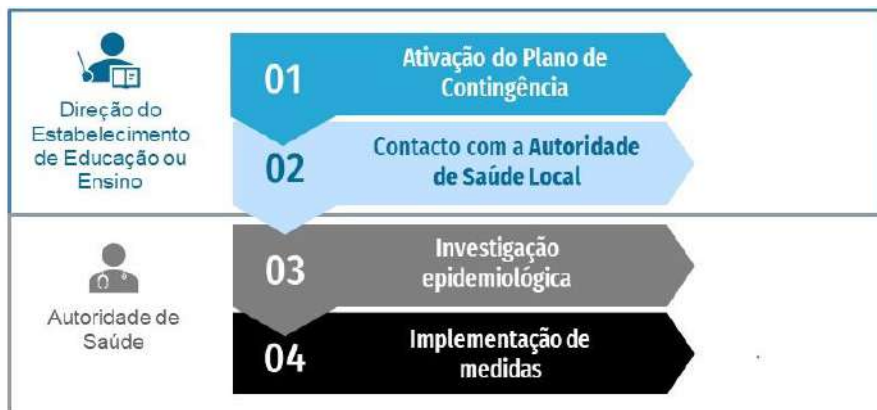 Direção do
Estabelecimento
de Educação ou
Ensino
01
Ativação do Plano de
Contingência
02
Contacto com a Autoridade
de Saúde Local
Autoridade de
Saúde
03
Investigação
epidemiológica
04
Implementação de
medidas